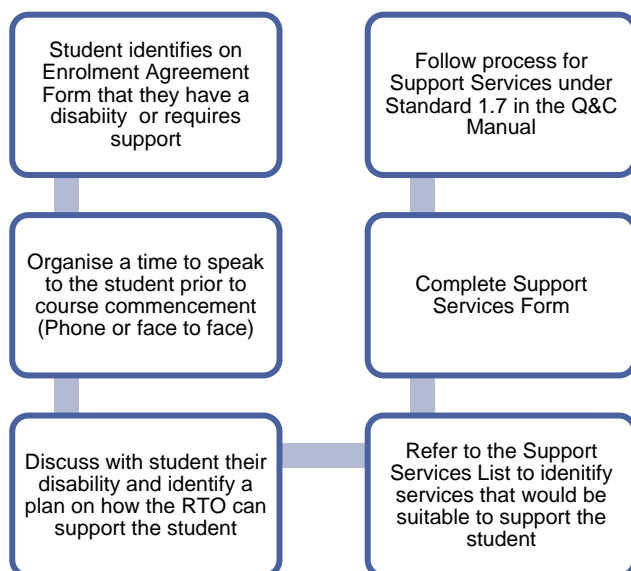 Student identifies on
Enrolment Agreement
Form that they have a
disabiity or requires
support
Organise a time to speak
to the student prior to
course commencement
(Phone or face to face)
Discuss with student their
disability and identify a
plan on how the RTO can
support the student
Refer to the Support
Services List to idenitify
services that would be
suitable to support the
student
Complete Support
Services Form
Follow process for
Support Services under
Standard 1.7 in the Q&C
Manual